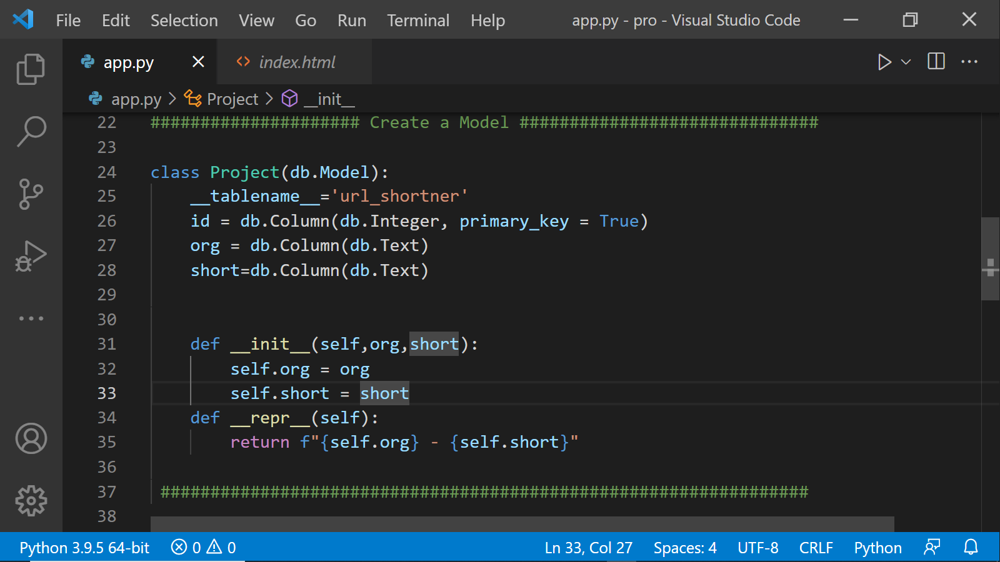 File Edit Selection View Go Run Terminal Help app.py - pro - Visual Studio Code
app.py index.html
app.py > Project > __init__
22 ##################### Create a Model ##############################
23
24 class Project(db.Model):
25 __tablename__='url_shortner'
26 id = db.Column(db.Integer, primary_key = True)
27 org = db.Column(db.Text)
28 short=db.Column(db.Text)
29
30
31 def __init__(self,org,short):
32 self.org = org
33 self.short = short
34 def __repr__(self):
35 return f"{self.org} - {self.short}"
36
37 #################################################################
38
Python 3.9.5 64-bit 0 0 Ln 33, Col 27 Spaces: 4 UTF-8 CRLF Python